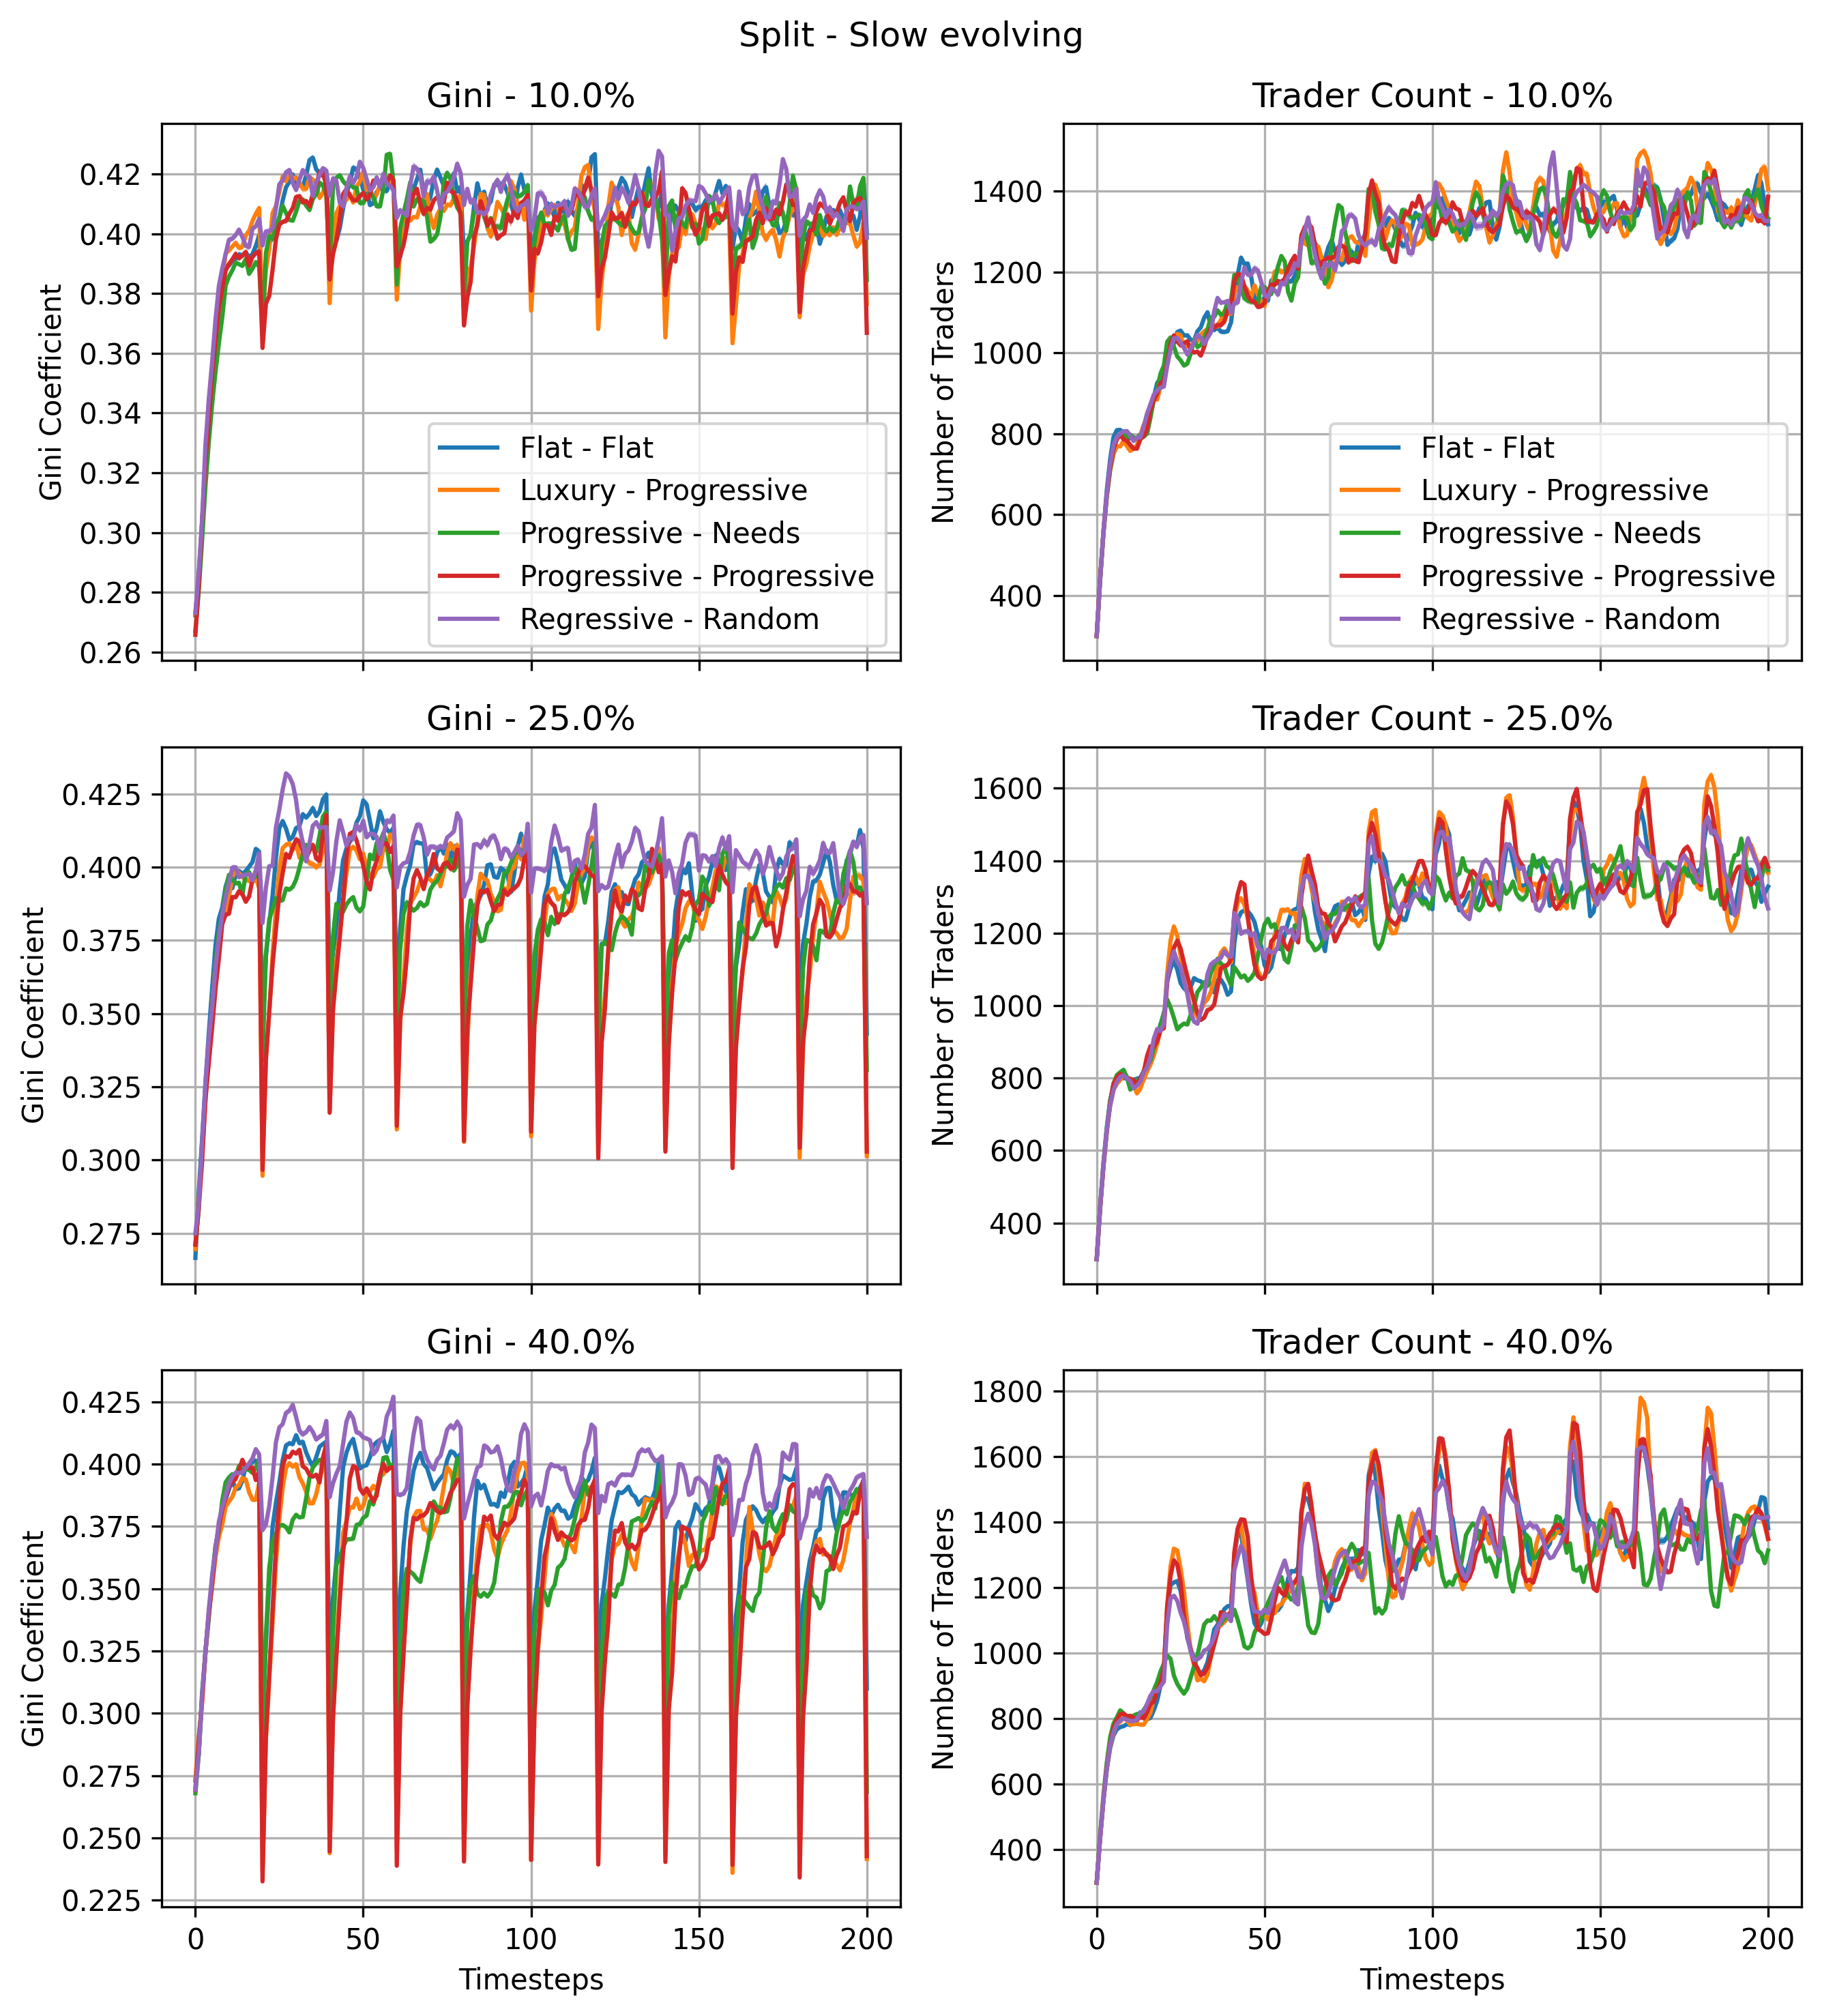 Split - Slow evolving
Gini - 10.0%
Gini Coefficient
0.42
0.40
0.38
0.36
0.34
0.32
0.30
0.28
0.26
Flat - Flat
Luxury - Progressive
Progressive - Needs
Progressive - Progressive
Regressive - Random
Trader Count - 10.0%
Number of Traders
1400
1200
1000
800
600
400
Flat - Flat
Luxury - Progressive
Progressive - Needs
Progressive - Progressive
Regressive - Random
Gini - 25.0%
Gini Coefficient
0.425
0.400
0.375
0.350
0.325
0.300
0.275
Trader Count - 25.0%
Number of Traders
1600
1400
1200
1000
800
600
400
Gini - 40.0%
Gini Coefficient
0.425
0.400
0.375
0.350
0.325
0.300
0.275
0.250
0.225
0 50 100 150 200
Timesteps
Trader Count - 40.0%
Number of Traders
1800
1600
1400
1200
1000
800
600
400
0 50 100 150 200
Timesteps